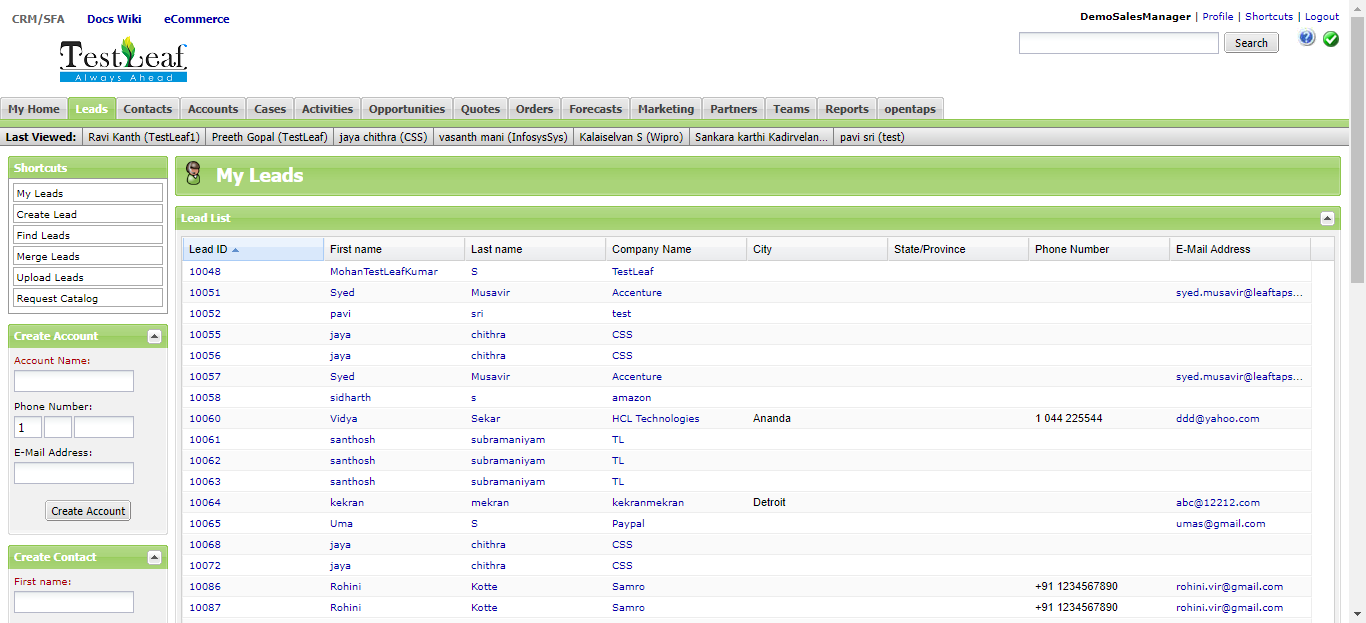 CRM/SFA Docs Wiki eCommerce
DemoSalesManager | Profile | Shortcuts | Logout
Search
TestLeaf
Always Ahead
My Home Leads Contacts Accounts Cases Activities Opportunities Quotes Orders Forecasts Marketing Partners Teams Reports opentaps
Last Viewed: Ravi Kanth (TestLeaf1) Preeth Gopal (TestLeaf) jaya chithra (CSS) vasanth mani (InfosysSys) Kalaiselvan S (Wipro) Sankara karthi Kadirvelan... pavi sri (test)
Shortcuts
My Leads
Create Lead
Find Leads
Merge Leads
Upload Leads
Request Catalog
Create Account
Account Name:
Phone Number:
1
E-Mail Address:
Create Account
Create Contact
First name:
My Leads
Lead List
Lead ID First name Last name Company Name City State/Province Phone Number E-Mail Address
10048 MohanTestLeafKumar S TestLeaf
10051 Syed Musavir Accenture syed.musavir@leaftaps...
10052 pavi sri test
10055 jaya chithra CSS
10056 jaya chithra CSS
10057 Syed Musavir Accenture syed.musavir@leaftaps...
10058 sidharth s amazon
10060 Vidya Sekar HCL Technologies Ananda 1 044 225544 ddd@yahoo.com
10061 santhosh subramaniyam TL
10062 santhosh subramaniyam TL
10063 santhosh subramaniyam TL
10064 kekran mekran kekranmekran Detroit abc@12212.com
10065 Uma S Paypal umas@gmail.com
10068 jaya chithra CSS
10072 jaya chithra CSS
10086 Rohini Kotte Samro +91 1234567890 rohini.vir@gmail.com
10087 Rohini Kotte Samro +91 1234567890 rohini.vir@gmail.com